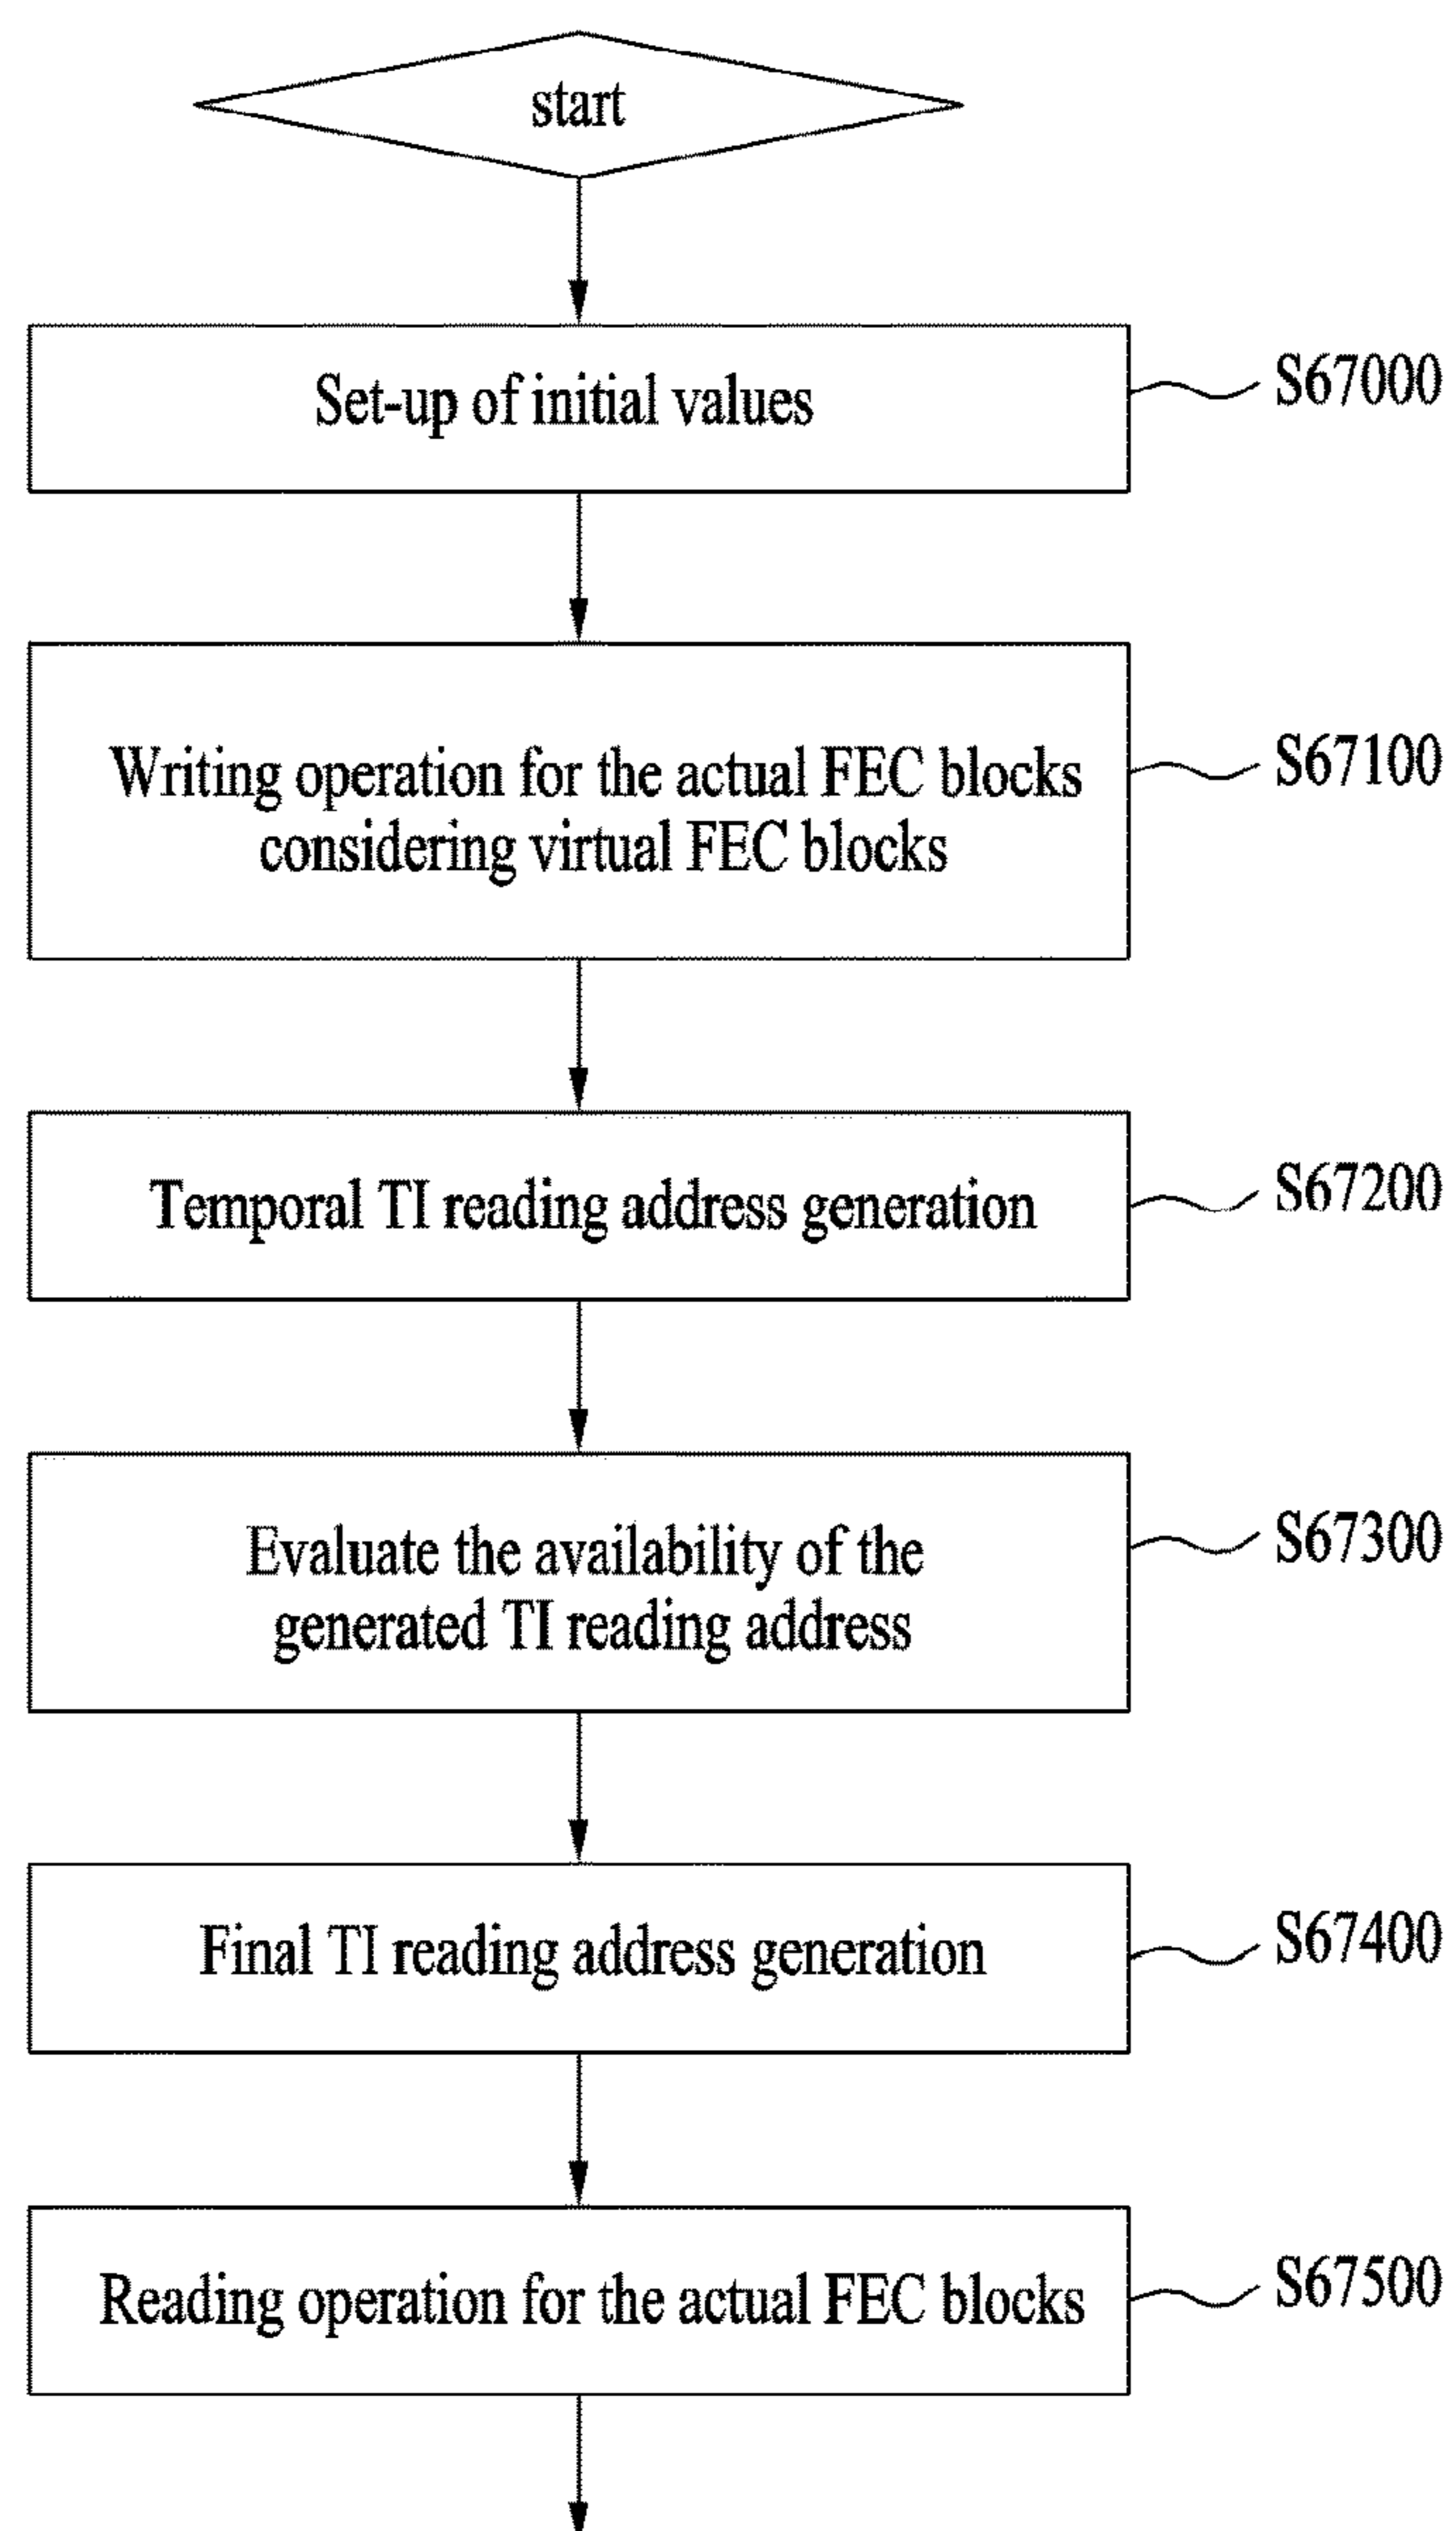 start
Set-up of initial values
S67000
Writing operation for the actual FEC blocks
considering virtual FEC blocks
S67100
Temporal TI reading address generation
S67200
Evaluate the availability of the
generated TI reading address
S67300
Final TI reading address generation
S67400
Reading operation for the actual FEC blocks
S67500